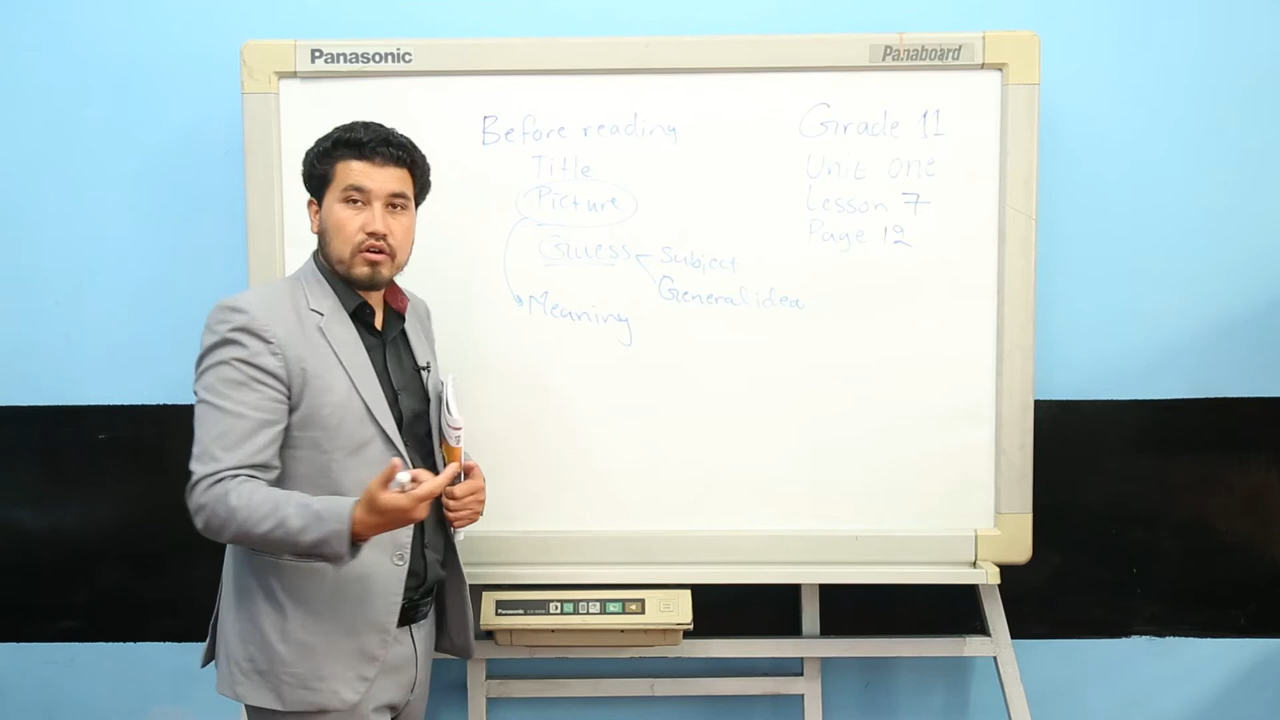 Panasonic
Panaboard
Before reading
Title
Picture
Guess
Subject
General idea
Meaning
Grade 11
Unit one
Lesson 7
Page 12
Panasonic